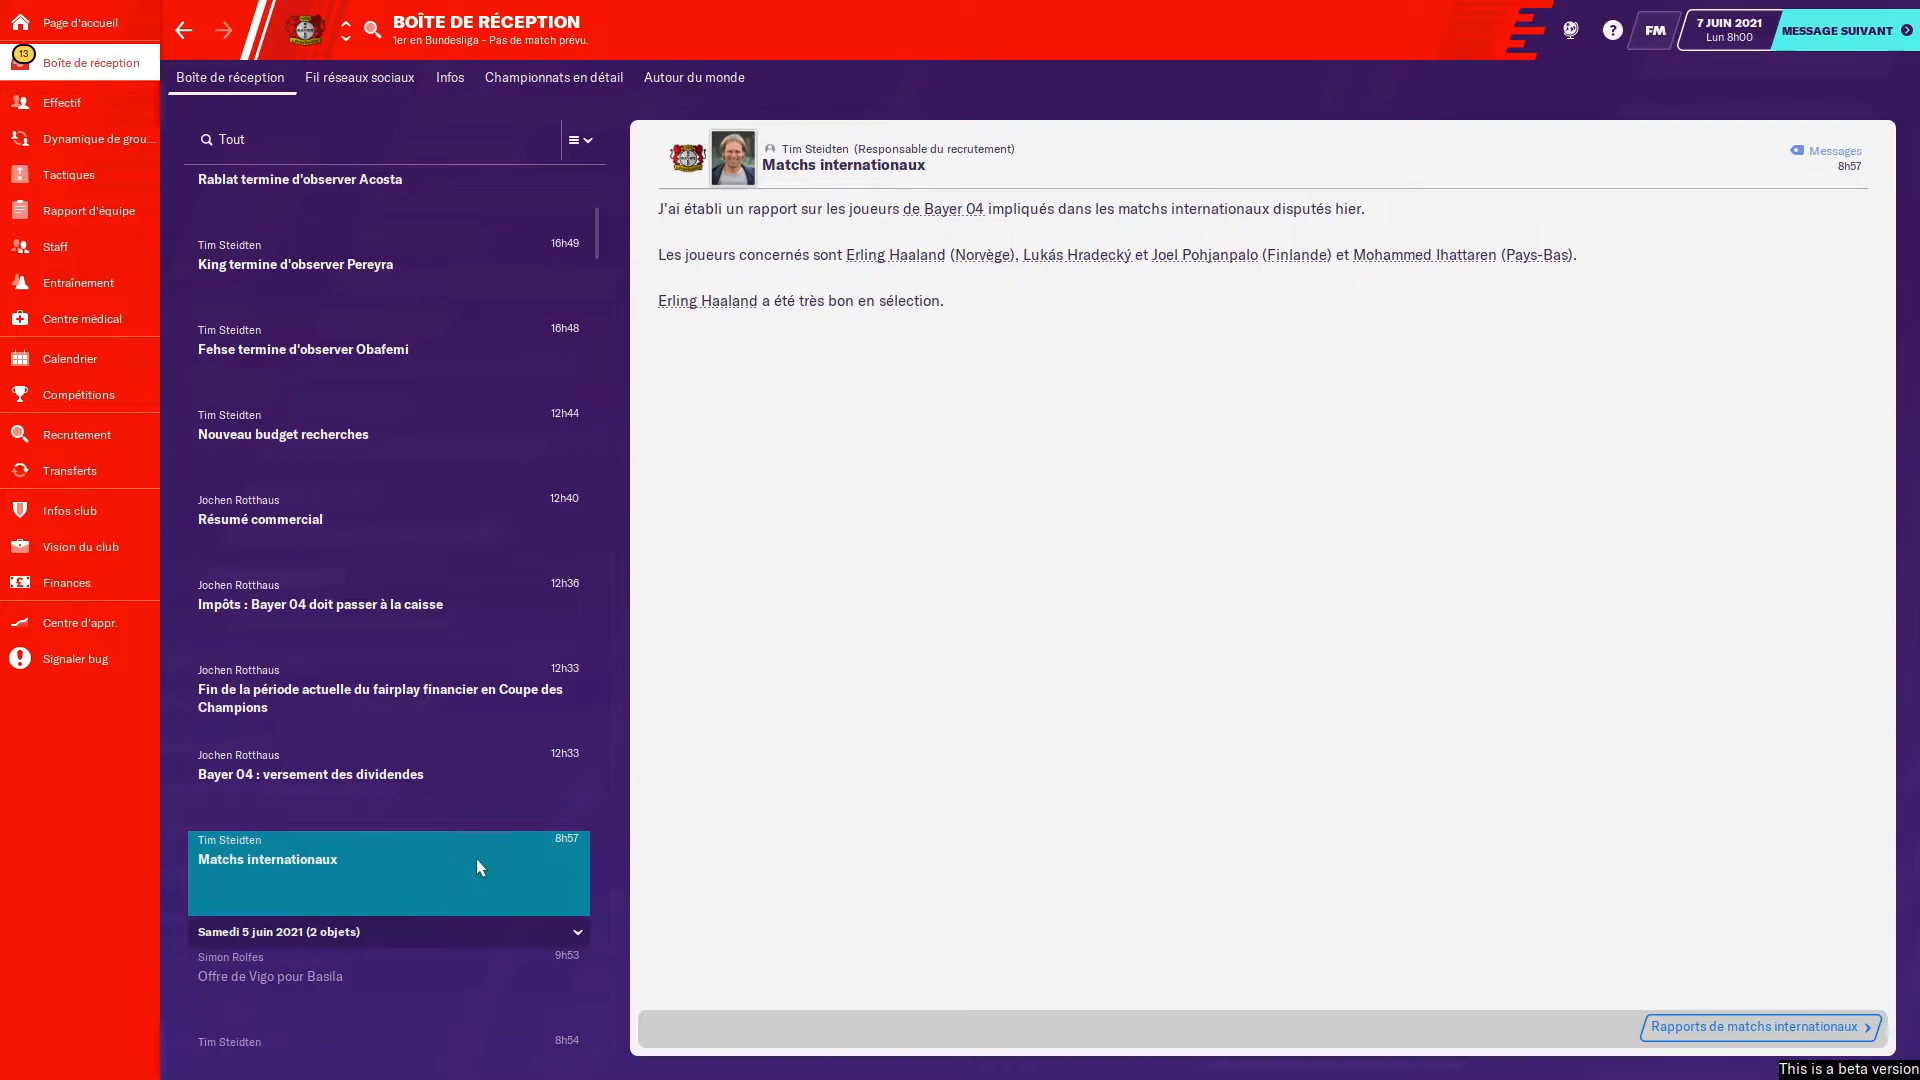 Page d'accueil
13
Boîte de réception
Effectif
Dynamique de grou...
Tactiques
Rapport d'équipe
Staff
Entraînement
Centre médical
Calendrier
Compétitions
Recrutement
Transferts
Infos club
Vision du club
Finances
Centre d'appr.
Signaler bug
BOÎTE DE RÉCEPTION
1er en Bundesliga - Pas de match prévu.
FM
7 JUIN 2021
Lun 8h00
MESSAGE SUIVANT
Boîte de réception
Fil réseaux sociaux
Infos
Championnats en détail
Autour du monde
Tout
Rablat termine d'observer Acosta
Tim Steidten
16h49
King termine d'observer Pereyra
Tim Steidten
16h48
Fehse termine d'observer Obafemi
Tim Steidten
12h44
Nouveau budget recherches
Jochen Rotthaus
12h40
Résumé commercial
Jochen Rotthaus
12h36
Impôts : Bayer 04 doit passer à la caisse
Jochen Rotthaus
12h33
Fin de la période actuelle du fairplay financier en Coupe des
Champions
Jochen Rotthaus
12h33
Bayer 04 : versement des dividendes
Tim Steidten
8h57
Matchs internationaux
Samedi 5 juin 2021 (2 objets)
Simon Rolfes
9h53
Offre de Vigo pour Basila
Tim Steidten
8h54
Tim Steidten (Responsable du recrutement)
Matchs internationaux
Messages
8h57
J'ai établi un rapport sur les joueurs de Bayer 04 impliqués dans les matchs internationaux disputés hier.
Les joueurs concernés sont Erling Haaland (Norvège), Lukás Hradecký et Joel Pohjanpalo (Finlande) et Mohammed Ihattaren (Pays-Bas).
Erling Haaland a été très bon en sélection.
Rapports de matchs internationaux
This is a beta version